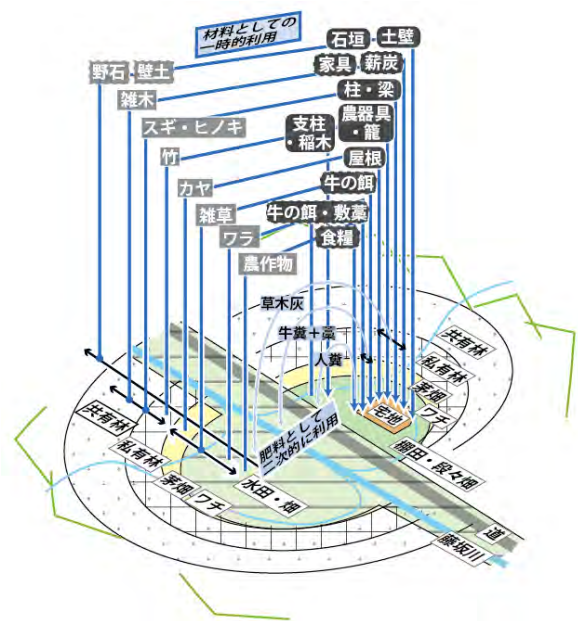 材料としての
一時的利用
石垣
土壁
野石
壁土
家具
薪炭
雑木
柱・梁
スギ・ヒノキ
支柱
・稲木
農器具
・籠
竹
屋根
カヤ
牛の餌
雑草
牛の餌・敷藁
ワラ
食糧
農作物
草木灰
牛糞+藁
人糞
共有林
私有林
茅畑
ワチ
宅地
棚田・段々畑
共有林
私有林
茅畑
ワチ
水田・畑
肥料として
一次的に利用
道
藤坂川